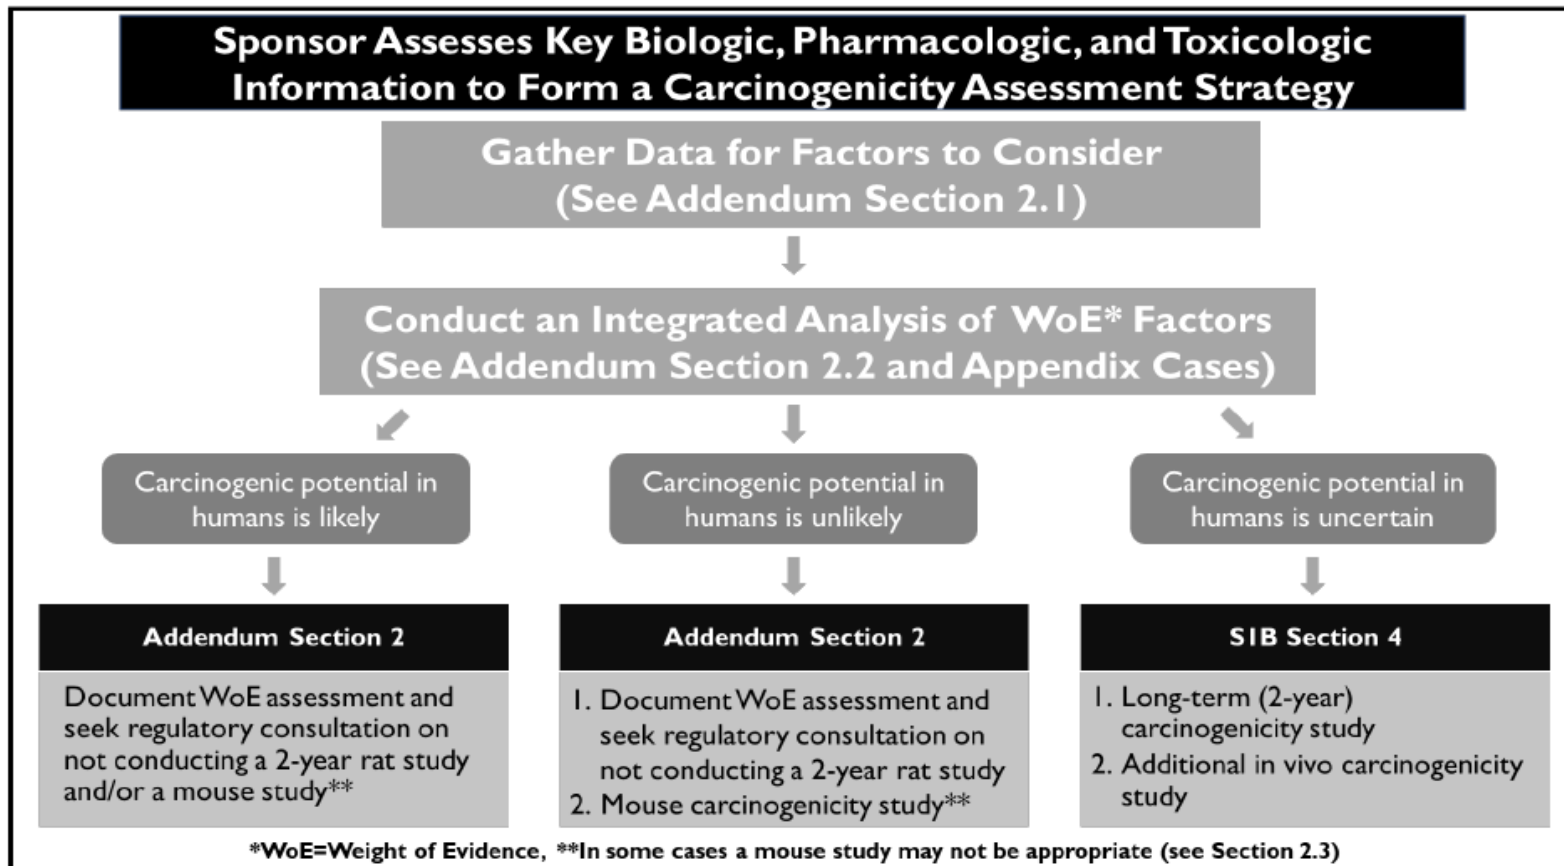 Sponsor Assesses Key Biologic, Pharmacologic, and Toxicologic
Information to Form a Carcinogenicity Assessment Strategy
Gather Data for Factors to Consider
(See Addendum Section 2.1)
Conduct an Integrated Analysis of WoE* Factors
(See Addendum Section 2.2 and Appendix Cases)
Carcinogenic potential in
humans is likely
Carcinogenic potential in
humans is unlikely
Carcinogenic potential in
humans is uncertain
Addendum Section 2
Document WoE assessment and
seek regulatory consultation on
not conducting a 2-year rat study
and/or a mouse study**
Addendum Section 2
1. Document WoE assessment and
seek regulatory consultation on
not conducting a 2-year rat study
2. Mouse carcinogenicity study**
S1B Section 4
1. Long-term (2-year)
carcinogenicity study
2. Additional in vivo carcinogenicity
study
*WoE=Weight of Evidence, **In some cases a mouse study may not be appropriate (see Section 2.3)